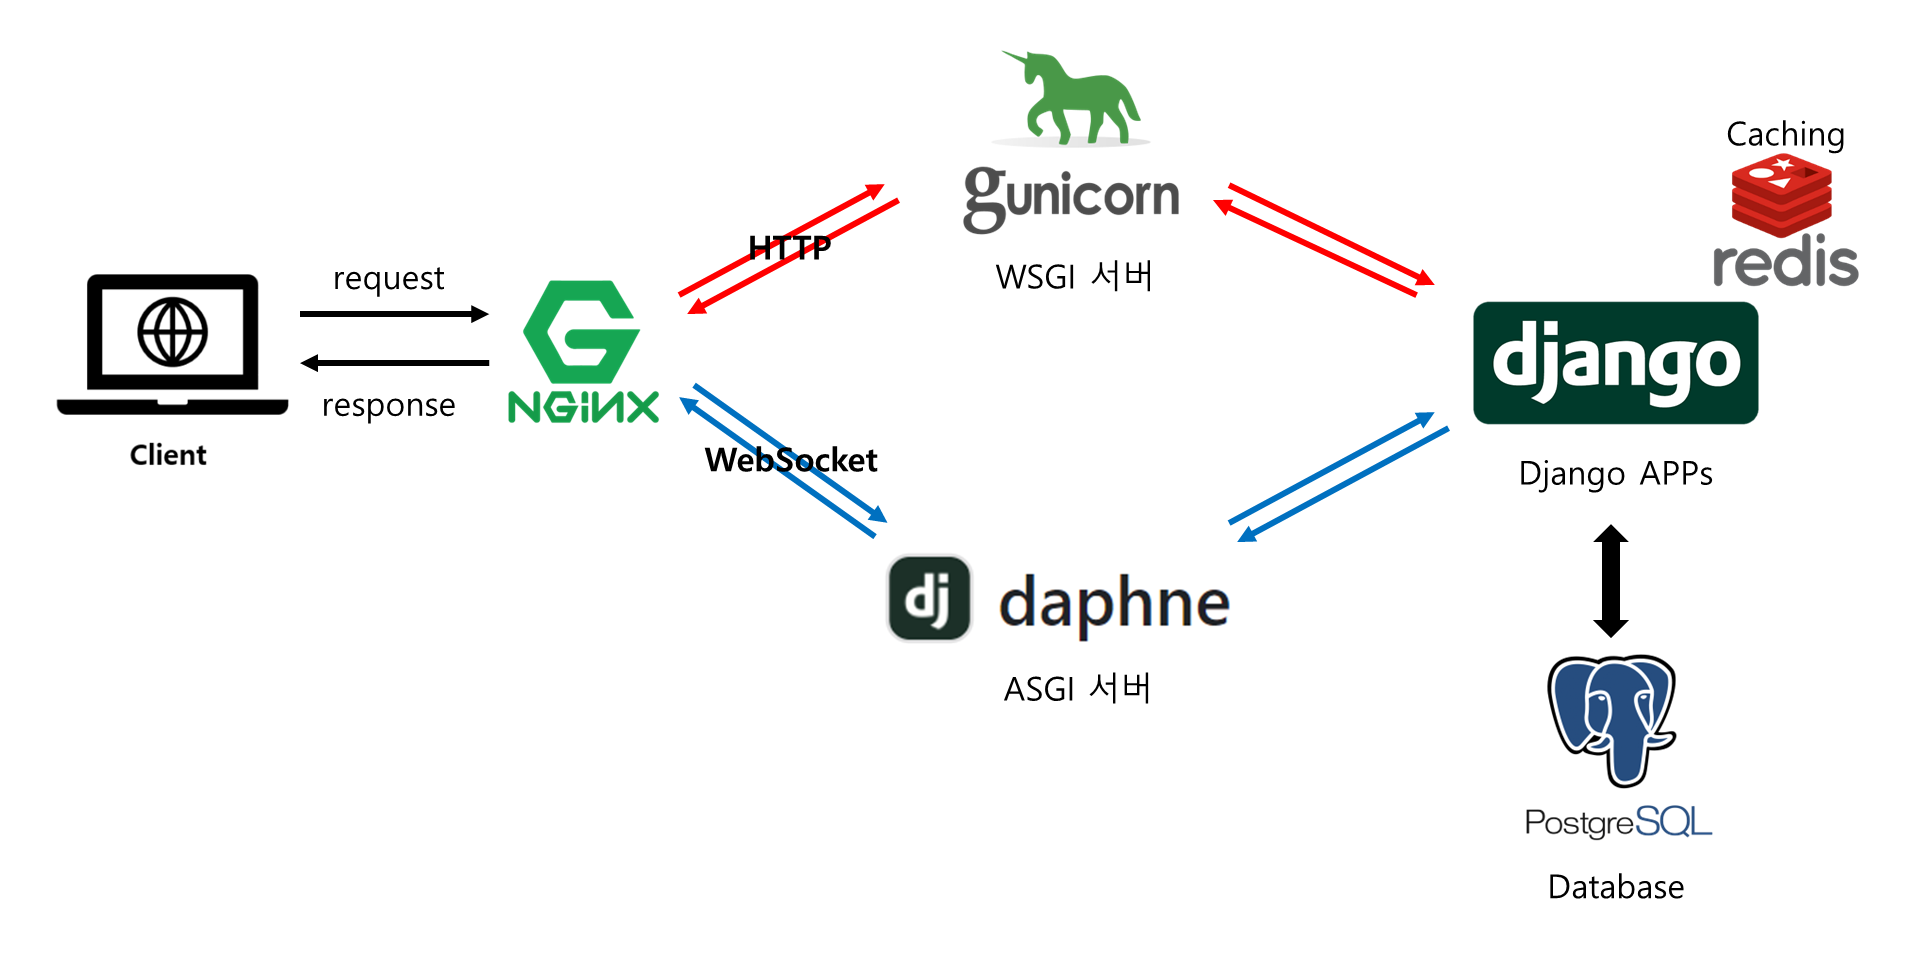 gunicorn
WSGI 서버
Caching
redis
HTTP
request
response
NGINX
Client
django
Django APPs
WebSocket
dj daphne
ASGI 서버
PostgreSQL
Database